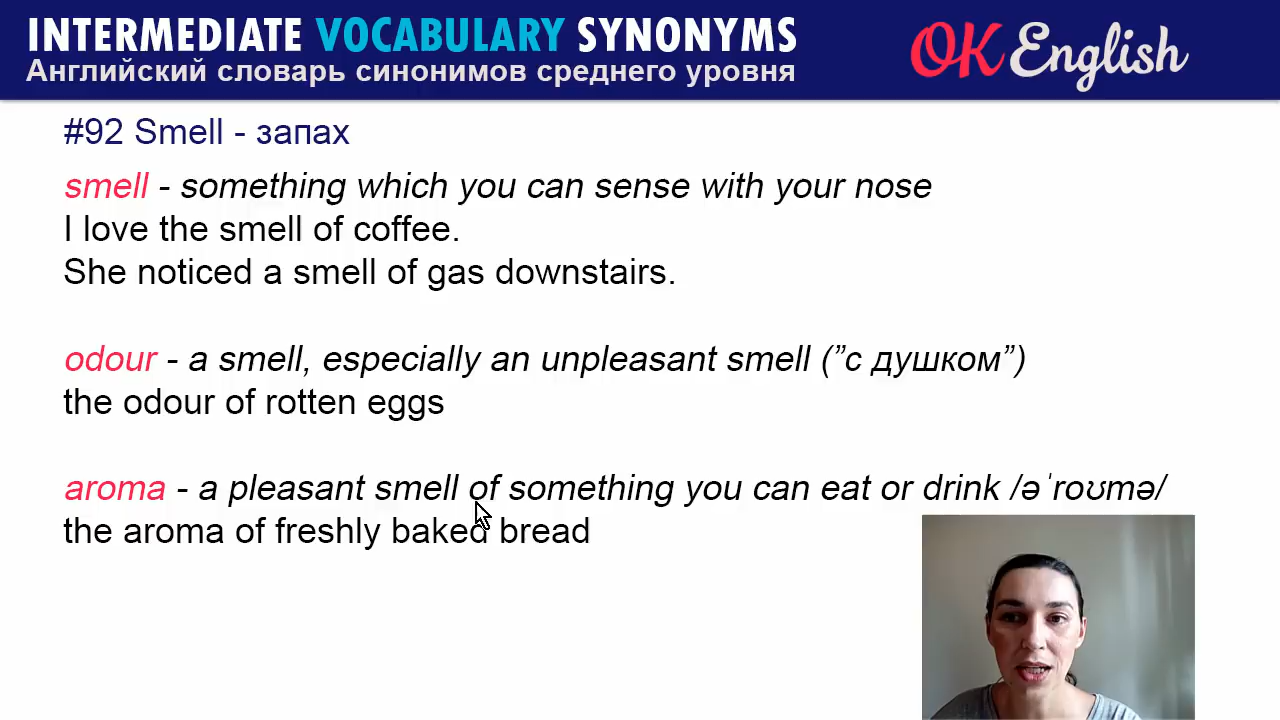 INTERMEDIATE VOCABULARY SYNONYMS
Английский словарь синонимов среднего уровня
OK English
#92 Smell - запах
smell - something which you can sense with your nose
I love the smell of coffee.
She noticed a smell of gas downstairs.
odour - a smell, especially an unpleasant smell (”с душком”)
the odour of rotten eggs
aroma - a pleasant smell of something you can eat or drink /əˈroʊmə/
the aroma of freshly baked bread